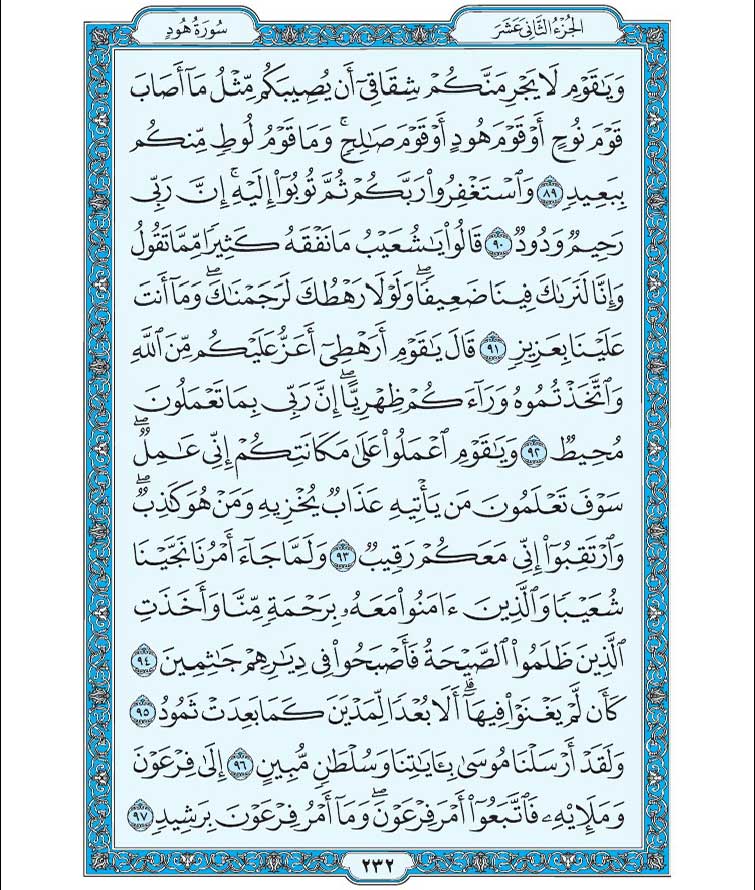 الجُزْءُ الثَّانِي عَشَرَ
سُورَةُ هُودٍ
وَيَٰقَوْمِ لَا يَجْرِمَنَّكُمْ شِقَاقِىٓ أَن يُصِيبَكُم مِّثْلُ مَآ أَصَابَ
قَوْمَ نُوحٍ أَوْ قَوْمَ هُودٍ أَوْ قَوْمَ صَٰلِحٍ ۚ وَمَا قَوْمُ لُوطٍ مِّنكُم
بِبَعِيدٍ ٨٩ وَٱسْتَغْفِرُوا۟ رَبَّكُمْ ثُمَّ تُوبُوٓا۟ إِلَيْهِ ۚ إِنَّ رَبِّى
رَحِيمٌ وَدُودٌ ٩٠ قَالُوا۟ يَٰشُعَيْبُ مَا نَفْقَهُ كَثِيرًا مِّمَّا تَقُولُ
وَإِنَّا لَنَرَىٰكَ فِينَا ضَعِيفًا ۖ وَلَوْلَا رَهْطُكَ لَرَجَمْنَٰكَ ۖ وَمَآ أَنتَ
عَلَيْنَا بِعَزِيزٍ ٩١ قَالَ يَٰقَوْمِ أَرَهْطِىٓ أَعَزُّ عَلَيْكُم مِّنَ ٱللَّهِ
وَٱتَّخَذْتُمُوهُ وَرَآءَكُمْ ظِهْرِيًّا ۖ إِنَّ رَبِّى بِمَا تَعْمَلُونَ
مُحِيطٌ ٩٢ وَيَٰقَوْمِ ٱعْمَلُوا۟ عَلَىٰ مَكَانَتِكُمْ إِنِّى عَٰمِلٌ ۖ
سَوْفَ تَعْلَمُونَ مَن يَأْتِيهِ عَذَابٌ يُخْزِيهِ وَمَنْ هُوَ كَٰذِبٌ ۖ
وَٱرْتَقِبُوٓا۟ إِنِّى مَعَكُمْ رَقِيبٌ ٩٣ وَلَمَّا جَآءَ أَمْرُنَا نَجَّيْنَا
شُعَيْبًا وَٱلَّذِينَ ءَامَنُوا۟ مَعَهُۥ بِرَحْمَةٍ مِّنَّا وَأَخَذَتِ
ٱلَّذِينَ ظَلَمُوا۟ ٱلصَّيْحَةُ فَأَصْبَحُوا۟ فِى دِيَٰرِهِمْ جَٰثِمِينَ ٩٤
كَأَن لَّمْ يَغْنَوْا۟ فِيهَآ ۗ أَلَا بُعْدًا لِّمَدْيَنَ كَمَا بَعِدَتْ ثَمُودُ ٩٥
وَلَقَدْ أَرْسَلْنَا مُوسَىٰ بِـَٔايَٰتِنَا وَسُلْطَٰنٍ مُّبِينٍ ٩٦ إِلَىٰ فِرْعَوْنَ
وَمَلَإِي۟هِۦ فَٱتَّبَعُوٓا۟ أَمْرَ فِرْعَوْنَ ۖ وَمَآ أَمْرُ فِرْعَوْنَ بِرَشِيدٍ ٩٧
٢٣٢